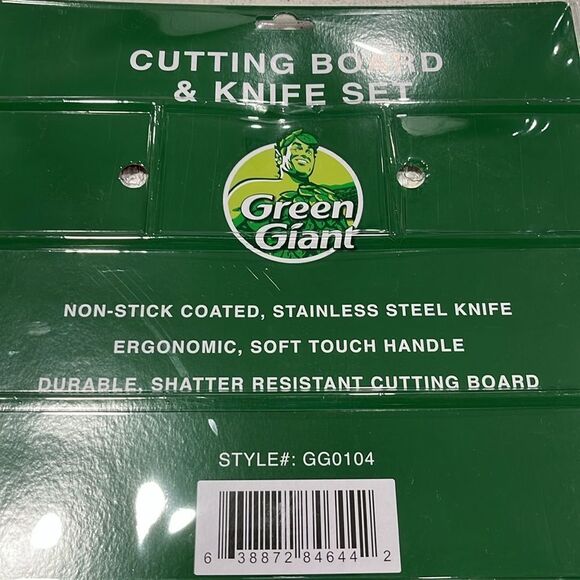 CUTTING BOARD
& KNIFE SET
Green
Giant
NON-STICK COATED, STAINLESS STEEL KNIFE
ERGONOMIC, SOFT TOUCH HANDLE
DURABLE, SHATTER RESISTANT CUTTING BOARD
STYLE#: GG0104
6 38872 84644 2